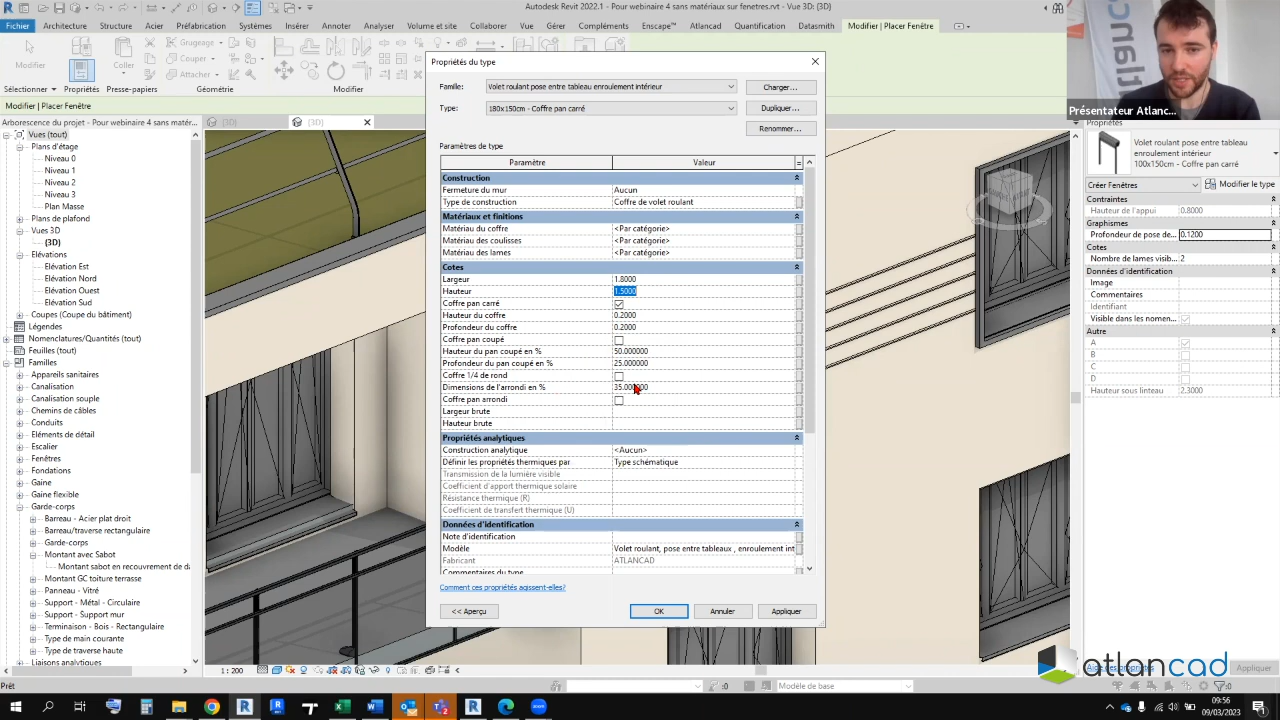 Autodesk Revit 2022.1 - Pour webinaire 4 sans matériaux sur fenetres.rvt - Vue 3D: {3D}
Fichier Architecture Structure Acier Préfabrication Systèmes Insérer Annoter Analyser Volume et site Collaborer Vue Gérer Compléments Enscape™ Atlan Quantification Datasmith Modifier | Placer Fenêtre
Modifier
Propriétés
Coller
Grugeage
Couper
Attacher
Sélectionner Propriétés Presse-papiers Géométrie Modifier
Modifier | Placer Fenêtre
Présentateur Atlanc...
Arborescence du projet - Pour webinaire 4 sans matér...
Vues (tout)
Plans d'étage
Niveau 0
Niveau 1
Niveau 2
Niveau 3
Plan Masse
Plans de plafond
Vues 3D
{3D}
Elévations
Elévation Est
Elévation Nord
Elévation Ouest
Elévation Sud
Coupes (Coupe du bâtiment)
Légendes
Nomenclatures/Quantités (tout)
Feuilles (tout)
Familles
Appareils sanitaires
Canalisation
Canalisation souple
Chemins de câbles
Conduits
Eléments de détail
Escalier
Fenêtres
Fondations
Gaine
Gaine flexible
Garde-corps
Barreau - Acier plat droit
Barreau/traverse rectangulaire
Garde-corps
Montant avec Sabot
Montant sabot en recouvrement de da
Montant GC toiture terrasse
Panneau - Vitré
Support - Métal - Circulaire
Support - Support mur
Terminaison - Bois - Rectangulaire
Type de main courante
Type de traverse haute
Liaisons analytiques
{3D} {3D}
Propriétés du type
Famille: Volet roulant pose entre tableau enroulement intérieur Charger...
Type: 180x150cm - Coffre pan carré Dupliquer...
Renommer...
Paramètres de type
Paramètre Valeur =
Construction
Fermeture du mur Aucun
Type de construction Coffre de volet roulant
Matériaux et finitions
Matériau du coffre <Par catégorie>
Matériau des coulisses <Par catégorie>
Matériau des lames <Par catégorie>
Cotes
Largeur 1.8000
Hauteur 1.5000
Coffre pan carré
Hauteur du coffre 0.2000
Profondeur du coffre 0.2000
Coffre pan coupé
Hauteur du pan coupé en % 50.000000
Profondeur du pan coupé en % 25.000000
Coffre 1/4 de rond
Dimensions de l'arrondi en % 35.000000
Coffre pan arrondi
Largeur brute
Hauteur brute
Propriétés analytiques
Construction analytique <Aucun>
Définir les propriétés thermiques par Type schématique
Transmission de la lumière visible
Coefficient d'apport thermique solaire
Résistance thermique (R)
Coefficient de transfert thermique (U)
Données d'identification
Note d'identification
Modèle Volet roulant, pose entre tableaux , enroulement int
Fabricant ATLANCAD
Commentaires du type
Comment ces propriétés agissent-elles?
<< Aperçu OK Annuler Appliquer
Propriétés
Volet roulant pose entre tableau
enroulement intérieur
100x150cm - Coffre pan carré
Créer Fenêtres Modifier le type
Contraintes
Hauteur de l'appui 0.8000
Graphismes
Profondeur de pose de... 0.1200
Cotes
Nombre de lames visib... 2
Données d'identification
Image
Commentaires
Identifiant
Visible dans les nomen...
Autre
A
B
C
D
Hauteur sous linteau 2.3000
Aide des propriétés Appliquer
atlancad
1 : 200
Prêt :0 Modèle de base :0
09:56
09/03/2023